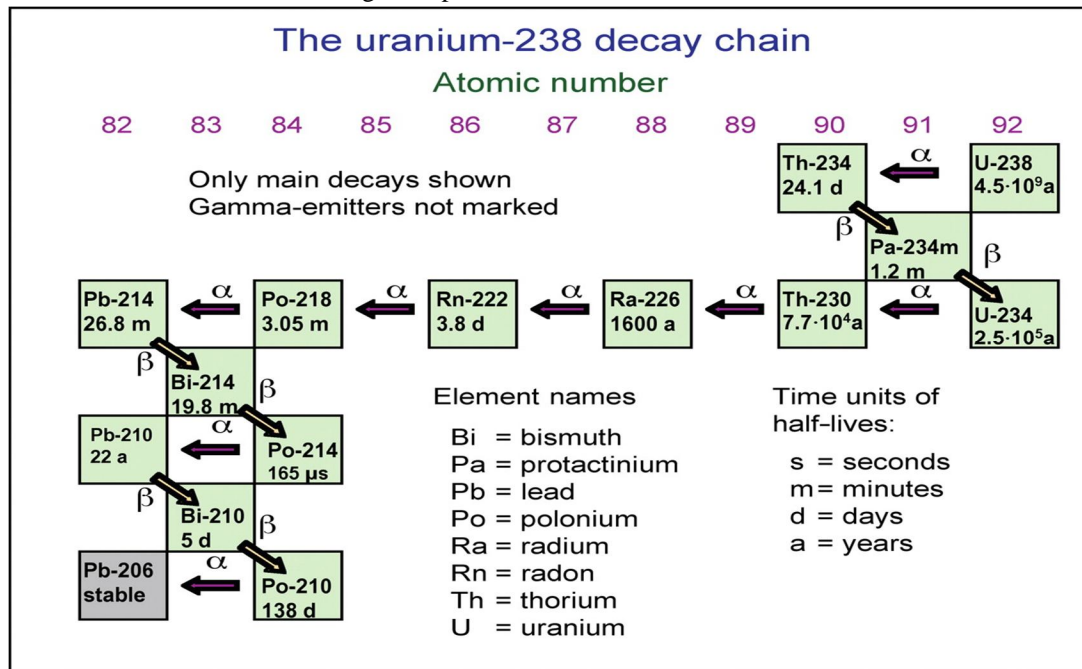 The uranium-238 decay chain
Atomic number
82 83 84 85 86 87 88 89 90 91 92
Only main decays shown
Gamma-emitters not marked
Th-234
24.1 d
α
U-238
4.5·10⁹a
β
Pa-234m
1.2 m
β
Pb-214
26.8 m
α
Po-218
3.05 m
α
Rn-222
3.8 d
α
Ra-226
1600 a
α
Th-230
7.7·10⁴a
α
U-234
2.5·10⁵a
β
Bi-214
19.8 m
β
Pb-210
22 a
α
Po-214
165 µs
β
Bi-210
5 d
β
Pb-206
stable
α
Po-210
138 d
Element names
Bi = bismuth
Pa = protactinium
Pb = lead
Po = polonium
Ra = radium
Rn = radon
Th = thorium
U = uranium
Time units of
half-lives:
s = seconds
m = minutes
d = days
a = years